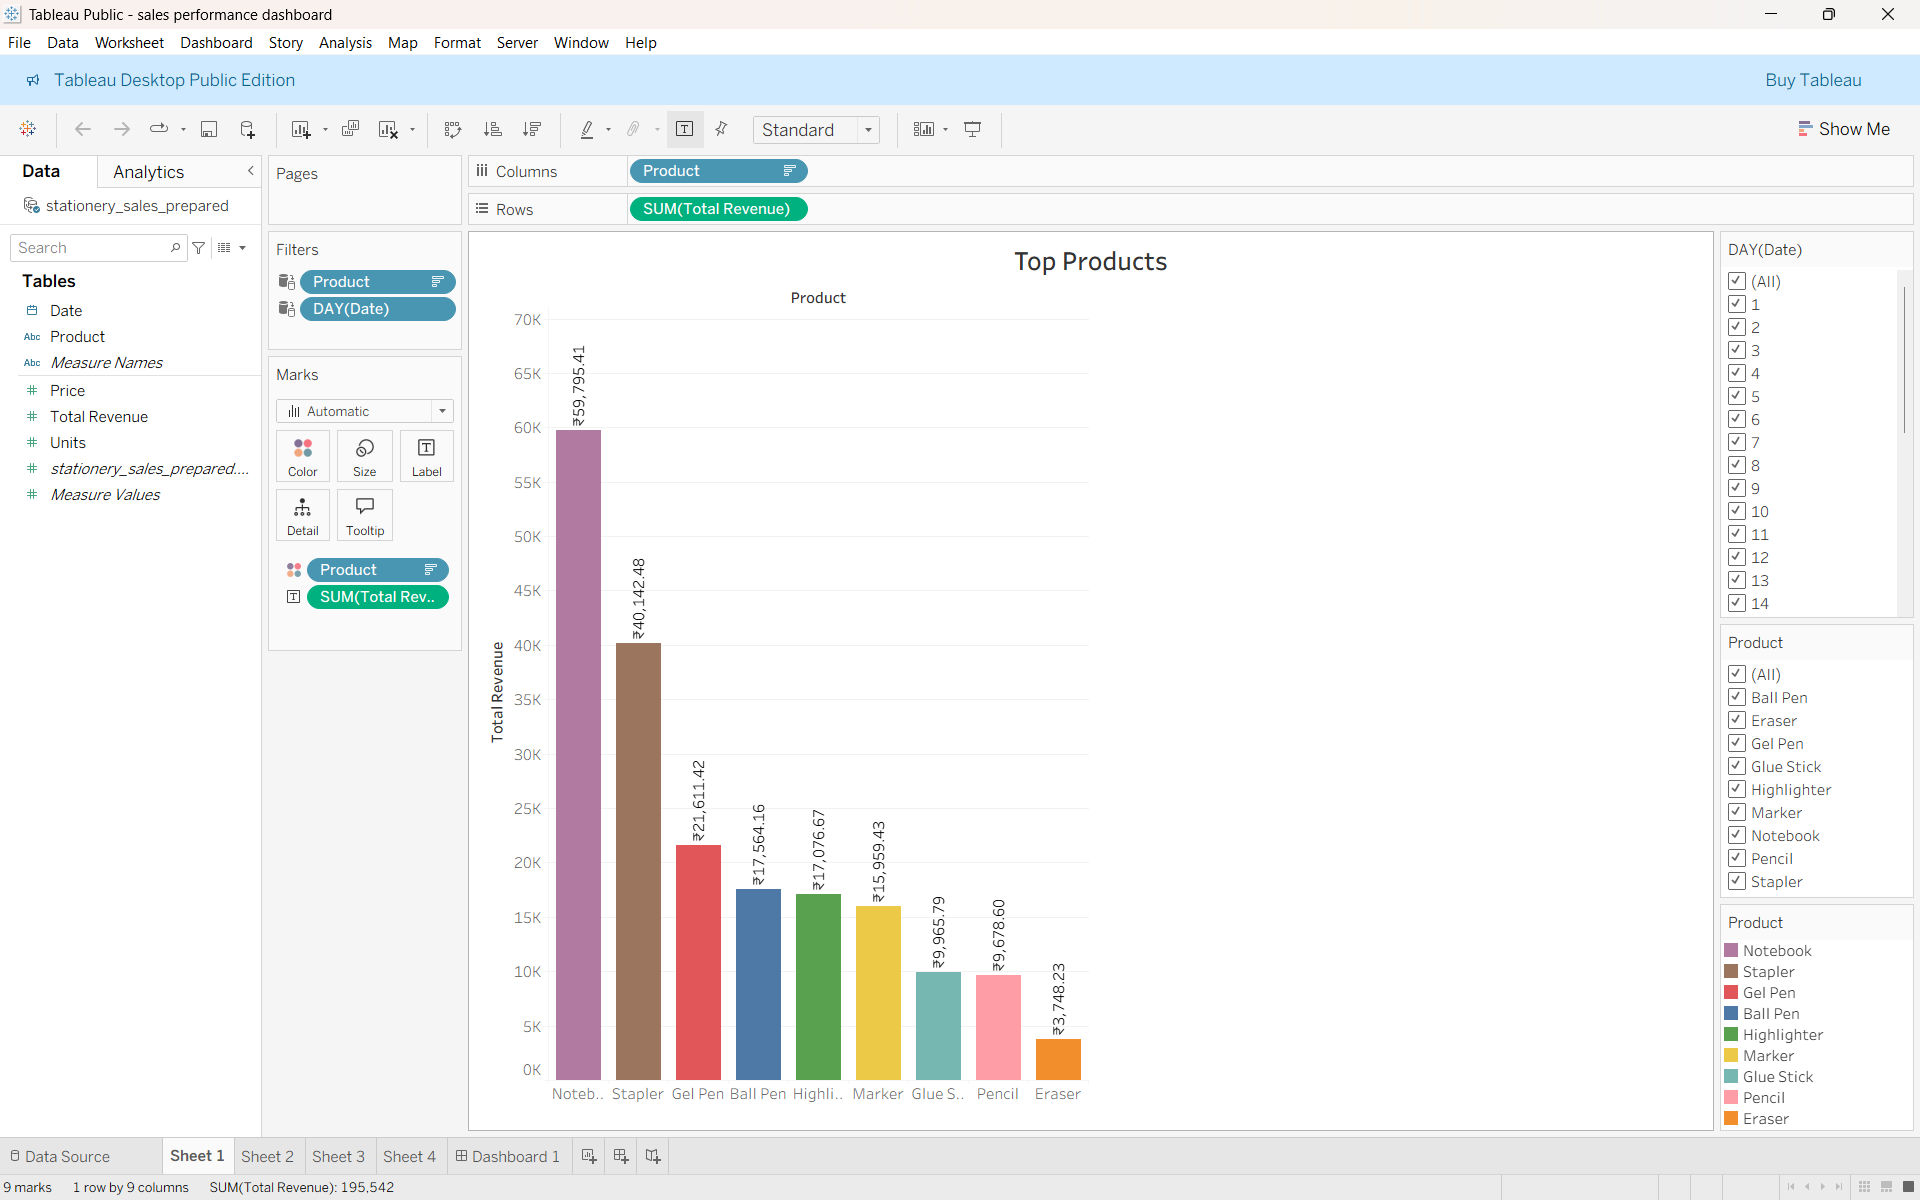 Tableau Public - sales performance dashboard
File Data Worksheet Dashboard Story Analysis Map Format Server Window Help
Tableau Desktop Public Edition
Buy Tableau
Standard
Show Me
Data Analytics
stationery_sales_prepared
Search
Tables
Date
Abc Product
Abc Measure Names
Price
Total Revenue
Units
stationery_sales_prepared....
Measure Values
Pages
Filters
Product
DAY(Date)
Marks
Automatic
Color Size Label
Detail Tooltip
Product
SUM(Total Rev..
Columns Product
Rows SUM(Total Revenue)
Top Products
Product
Total Revenue
70K
65K
60K
55K
50K
45K
40K
35K
30K
25K
20K
15K
10K
5K
0K
₹59,795.41
₹40,142.48
₹21,611.42
₹17,564.16
₹17,076.67
₹15,959.43
₹9,965.79
₹9,678.60
₹3,748.23
Noteb.. Stapler Gel Pen Ball Pen Highli.. Marker Glue S.. Pencil Eraser
DAY(Date)
(All)
1
2
3
4
5
6
7
8
9
10
11
12
13
14
Product
(All)
Ball Pen
Eraser
Gel Pen
Glue Stick
Highlighter
Marker
Notebook
Pencil
Stapler
Product
Notebook
Stapler
Gel Pen
Ball Pen
Highlighter
Marker
Glue Stick
Pencil
Eraser
Data Source Sheet 1 Sheet 2 Sheet 3 Sheet 4 Dashboard 1
9 marks 1 row by 9 columns SUM(Total Revenue): 195,542